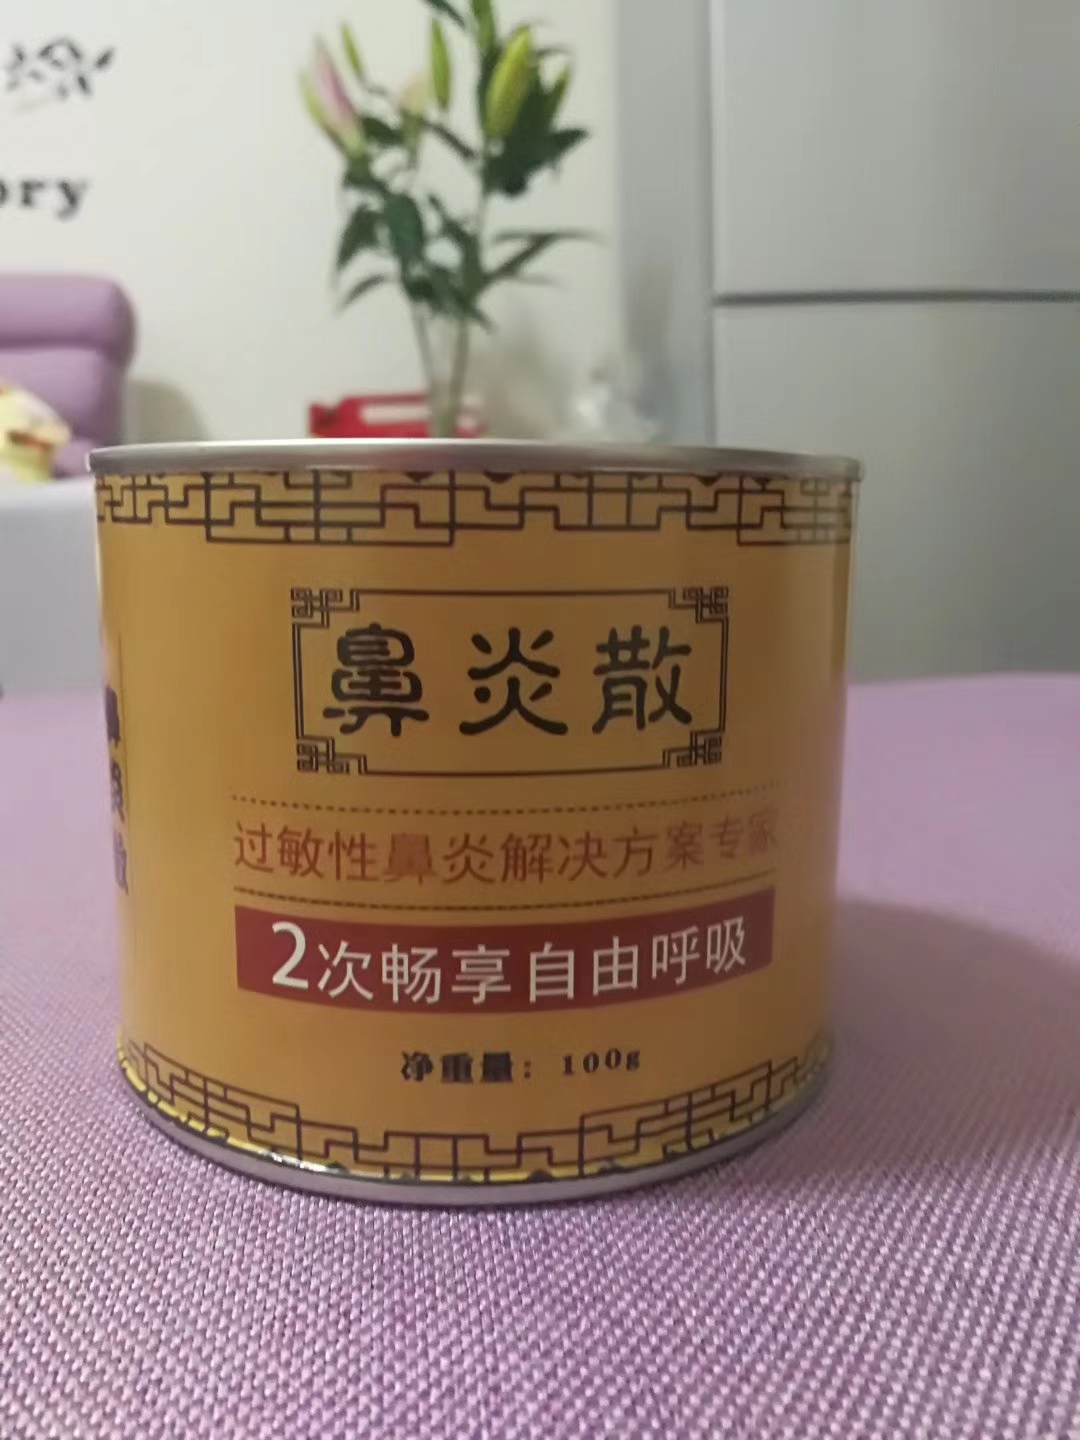 ory
鼻炎散
过敏性鼻炎解决方案专家
2次畅享自由呼吸
净重量：100g